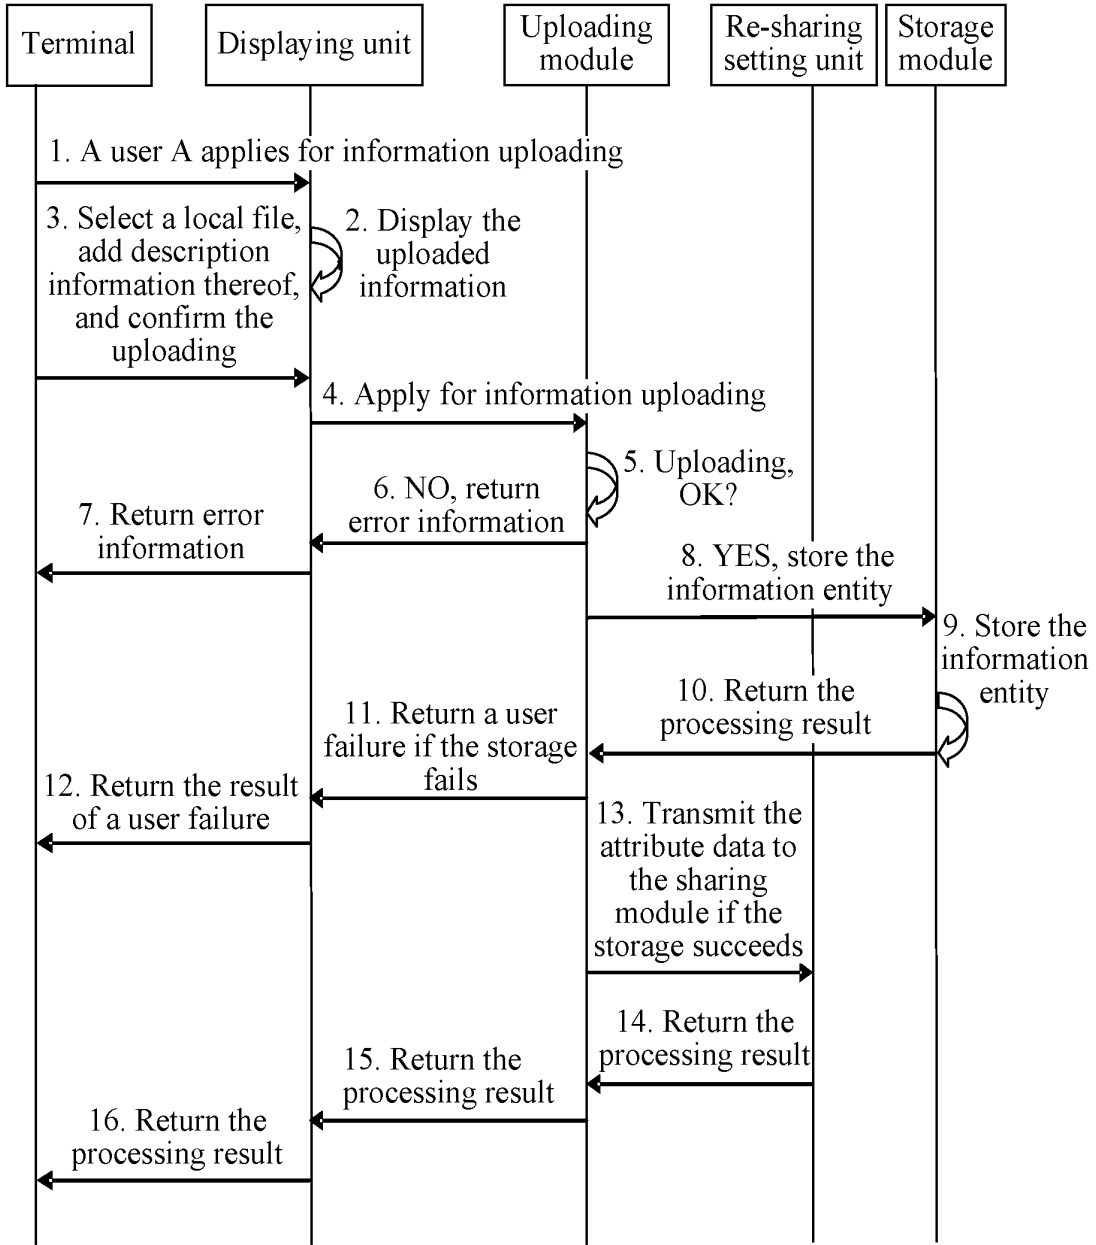 Terminal
Displaying unit
Uploading
module
Re-sharing
setting unit
Storage
module
1. A user A applies for information uploading
3. Select a local file,
add description
information thereof,
and confirm the
uploading
2. Display the
uploaded
information
4. Apply for information uploading
5. Uploading,
OK?
6. NO, return
error information
7. Return error
information
8. YES, store the
information entity
9. Store the
information
entity
10. Return the
processing result
11. Return a user
failure if the storage
fails
12. Return the result
of a user failure
13. Transmit the
attribute data to
the sharing
module if the
storage succeeds
14. Return the
processing result
15. Return the
processing result
16. Return the
processing result